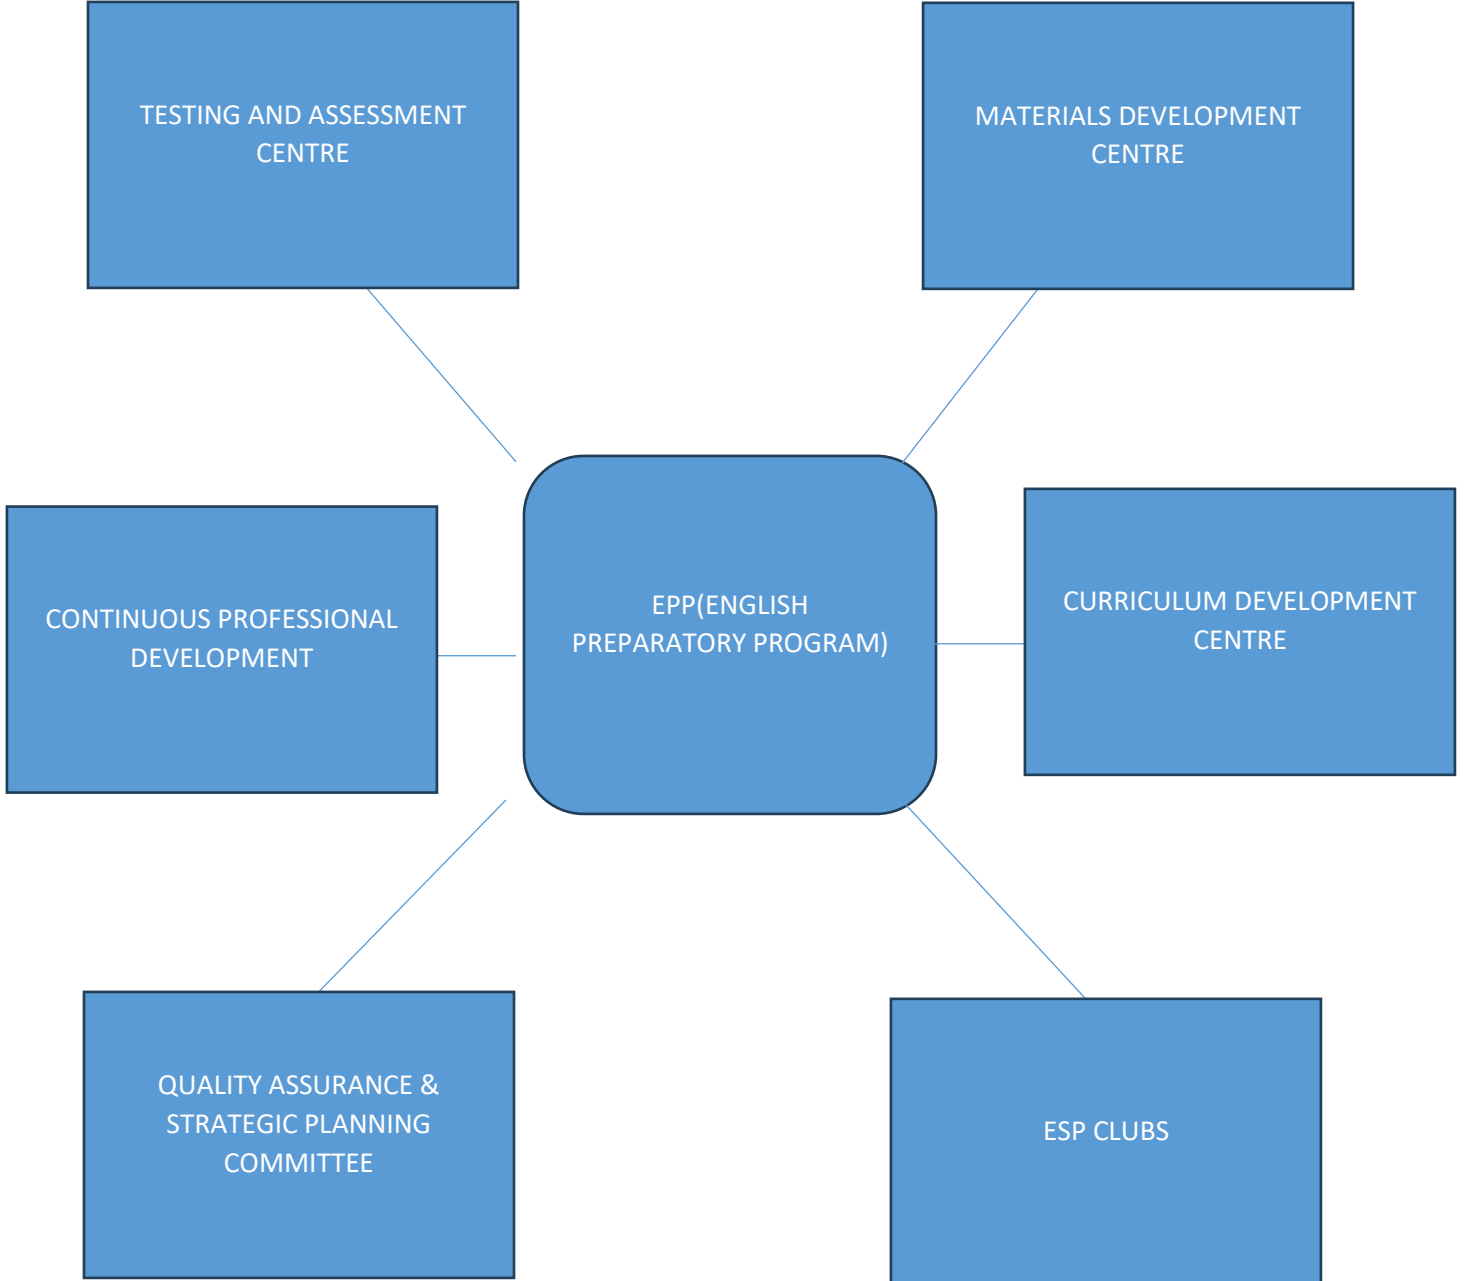 TESTING AND ASSESSMENT
CENTRE
MATERIALS DEVELOPMENT
CENTRE
CONTINUOUS PROFESSIONAL
DEVELOPMENT
EPP(ENGLISH
PREPARATORY PROGRAM)
CURRICULUM DEVELOPMENT
CENTRE
QUALITY ASSURANCE &
STRATEGIC PLANNING
COMMITTEE
ESP CLUBS